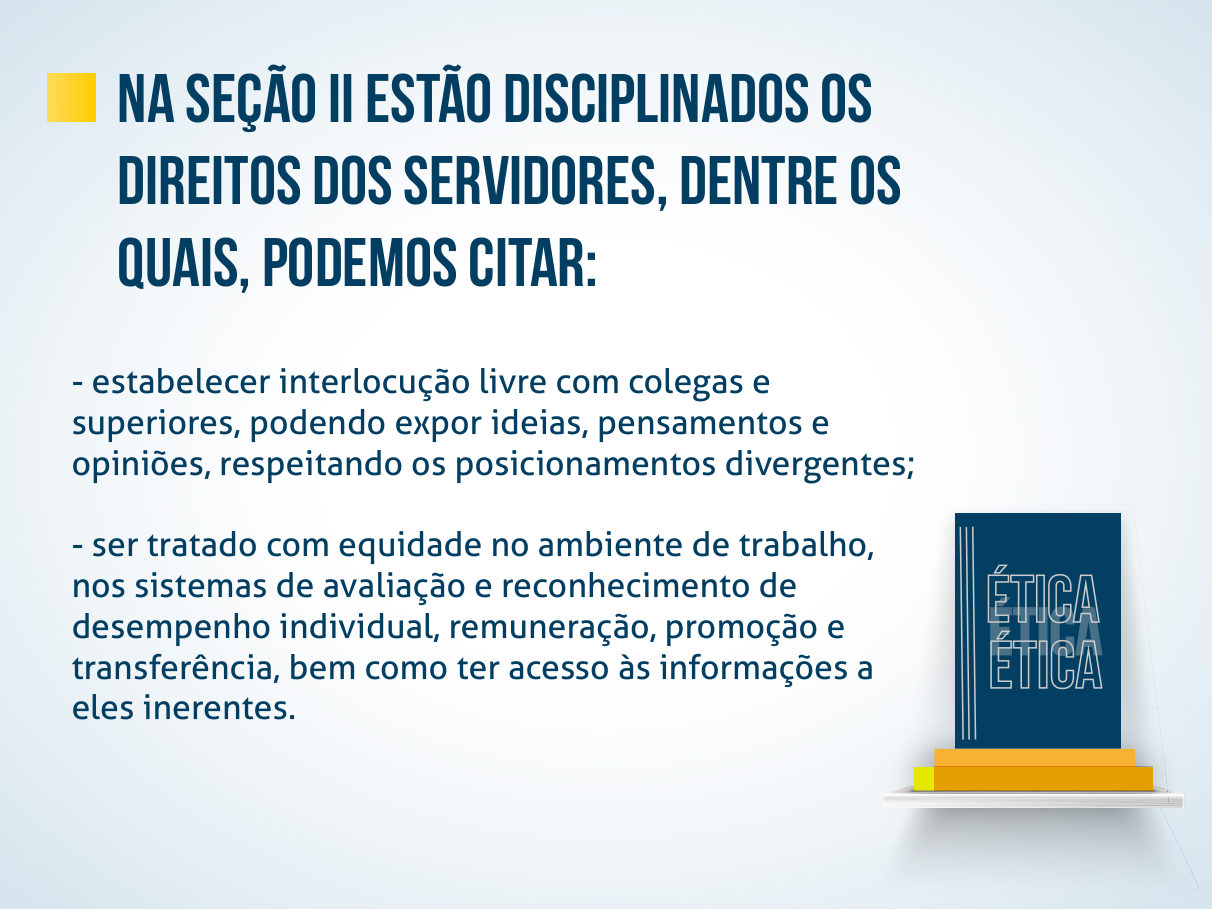 NA SEÇÃO II ESTÃO DISCIPLINADOS OS
DIREITOS DOS SERVIDORES, DENTRE OS
QUAIS, PODEMOS CITAR:
- estabelecer interlocução livre com colegas e
superiores, podendo expor ideias, pensamentos e
opiniões, respeitando os posicionamentos divergentes;
- ser tratado com equidade no ambiente de trabalho,
nos sistemas de avaliação e reconhecimento de
desempenho individual, remuneração, promoção e
transferência, bem como ter acesso às informações a
eles inerentes.
ÉTICA
ÉTICA
ÉTICA